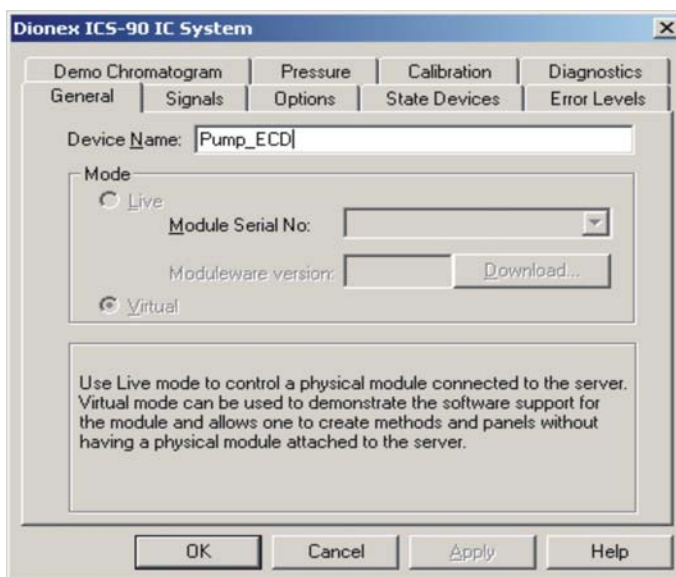 Dionex ICS-90 IC System
Demo Chromatogram Pressure Calibration Diagnostics
General Signals Options State Devices Error Levels
Device Name: Pump_ECD
Mode
Live
Module Serial No:
Moduleware version: Download...
Virtual
Use Live mode to control a physical module connected to the server.
Virtual mode can be used to demonstrate the software support for
the module and allows one to create methods and panels without
having a physical module attached to the server.
OK Cancel Apply Help